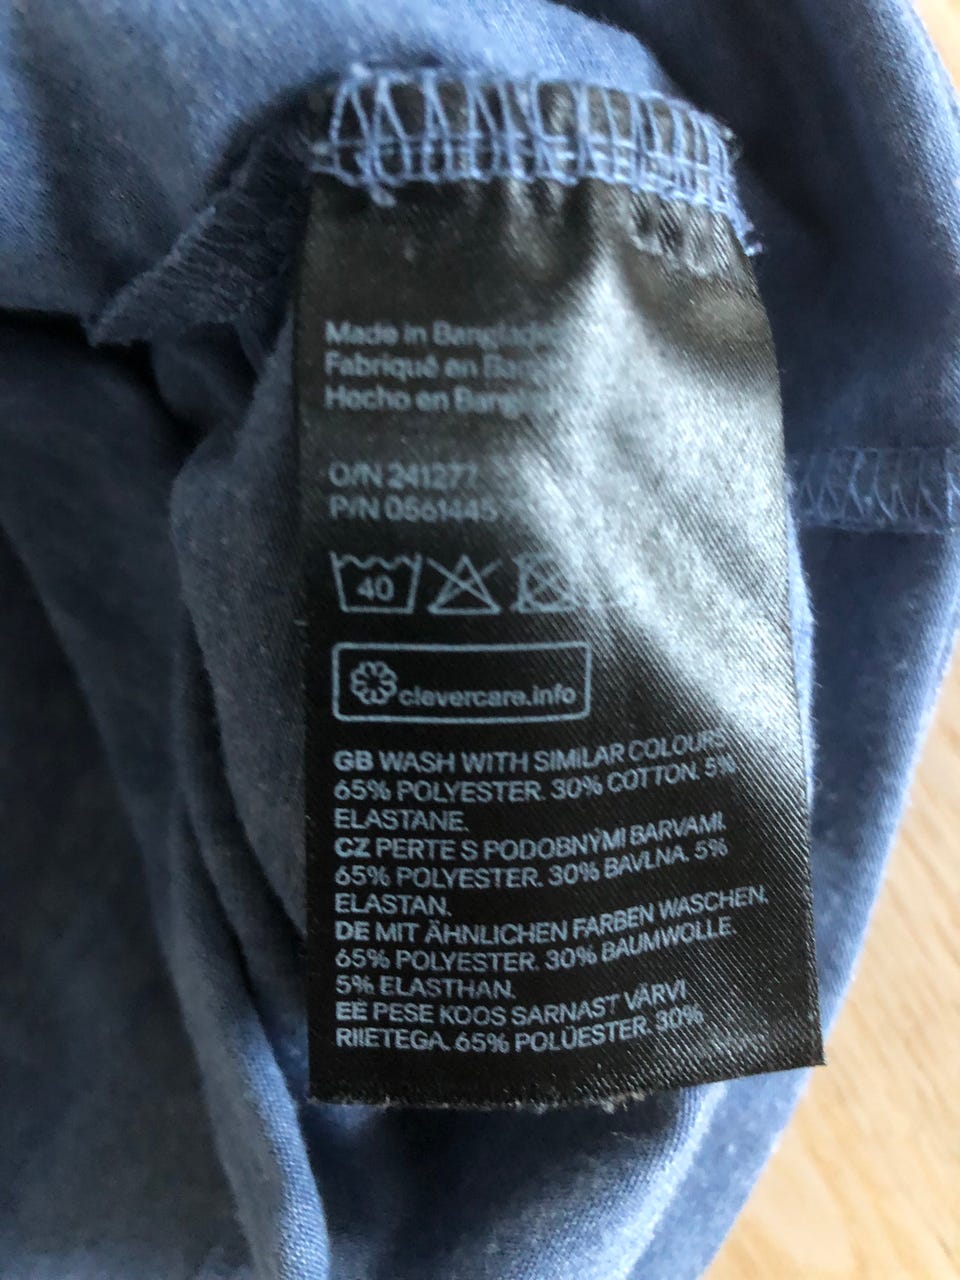 Made in
Fabriqué en
Hecho en
O/N 241277
P/N
40
clevercare.info
GB WASH WITH SIMILAR COLOURS
65% POLYESTER. 30% COTTON. 5%
ELASTANE.
CZ PERTE S PODOBNÝMI BARVAMI.
65% POLYESTER. 30% BAVLNA. 5%
ELASTAN.
DE MIT ÄHNLICHEN FARBEN WASCHEN.
65% POLYESTER. 30% BAUMWOLLE.
5% ELASTHAN.
EE PESE KOOS SARNAST VÄRVI
RIIETEGA. 65% POLÜESTER. 30%